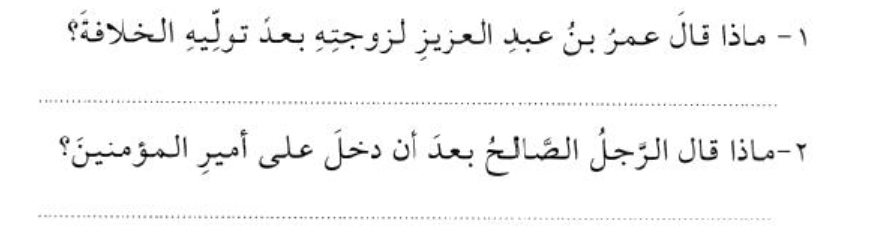 ١- ماذا قالَ عمرُ بنُ عبدِ العزيزِ لزوجتِهِ بعدَ تولِّيهِ الخلافةَ؟
٢-ماذا قال الرَّجلُ الصَّالحُ بعدَ أن دخلَ على أميرِ المؤمنينَ؟